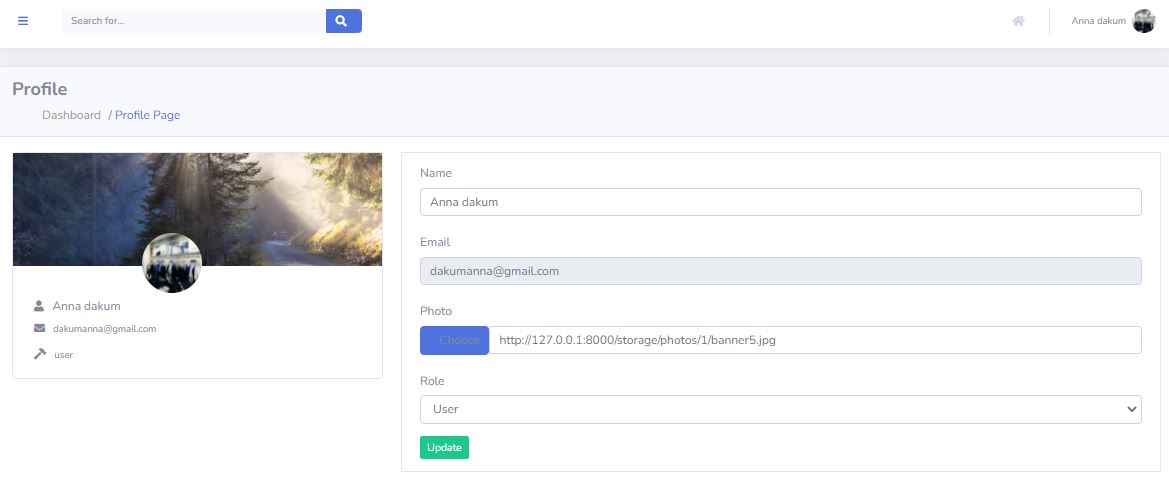 Search for...
Anna dakum
Profile
Dashboard / Profile Page
Anna dakum
dakumanna@gmail.com
user
Name
Anna dakum
Email
dakumanna@gmail.com
Photo
Choose http://127.0.0.1:8000/storage/photos/1/banner5.jpg
Role
User
Update